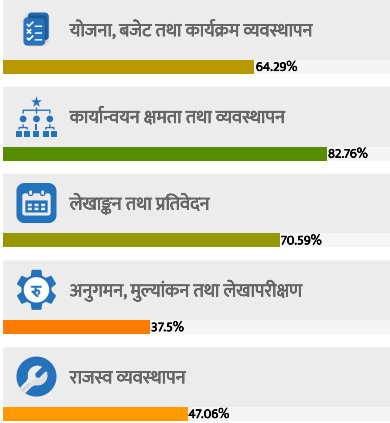 योजना, बजेट तथा कार्यक्रम व्यवस्थापन
64.29%
कार्यान्वयन क्षमता तथा व्यवस्थापन
82.76%
लेखाङ्कन तथा प्रतिवेदन
70.59%
रु
अनुगमन, मुल्यांकन तथा लेखापरीक्षण
37.5%
राजस्व व्यवस्थापन
47.06%